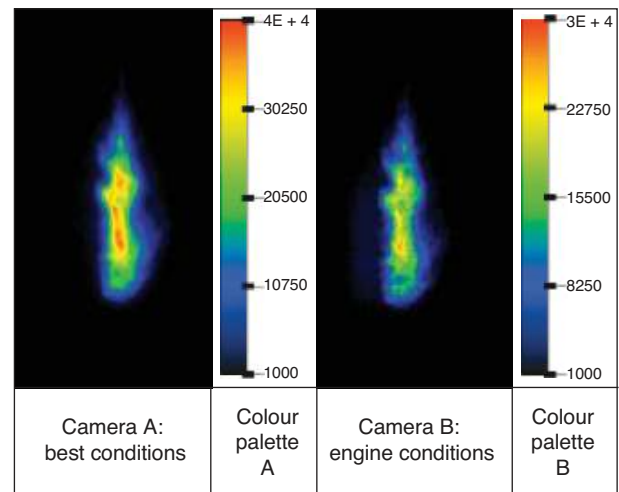 4E + 4
30250
20500
10750
1000
3E + 4
22750
15500
8250
1000
Camera A:
best conditions
Colour
palette
A
Camera B:
engine conditions
Colour
palette
B